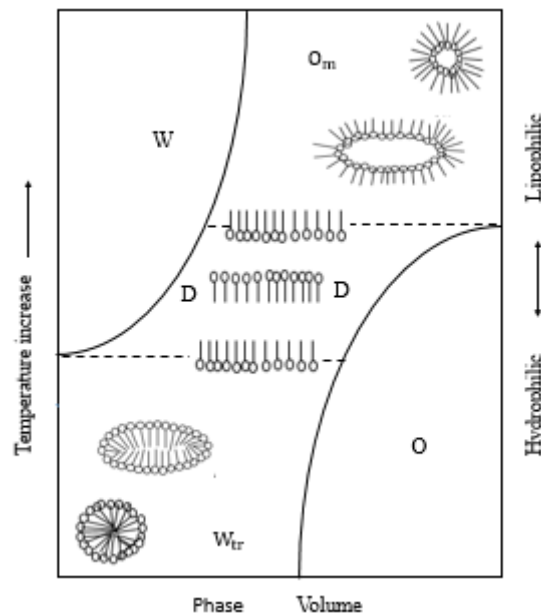 Om
W
Lipophilic
D
D
Temperature increase
Hydrophilic
O
Wtr
Phase Volume